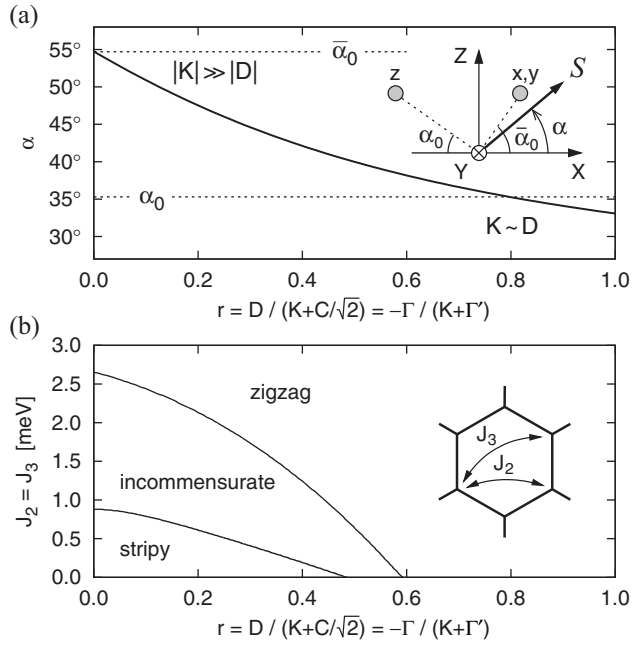 (a)
55°
50°
45°
40°
35°
30°
α
ᾱ₀
|K| ≫ |D|
α₀
K ~ D
Z
z
x,y
S
α₀
ᾱ₀
α
Y
X
0.0 0.2 0.4 0.6 0.8 1.0
r = D / (K+C/√2) = −Γ / (K+Γ′)
(b)
3.0
2.5
2.0
1.5
1.0
0.5
0.0
J₂ = J₃ [meV]
zigzag
incommensurate
stripy
J₃
J₂
0.0 0.2 0.4 0.6 0.8 1.0
r = D / (K+C/√2) = −Γ / (K+Γ′)